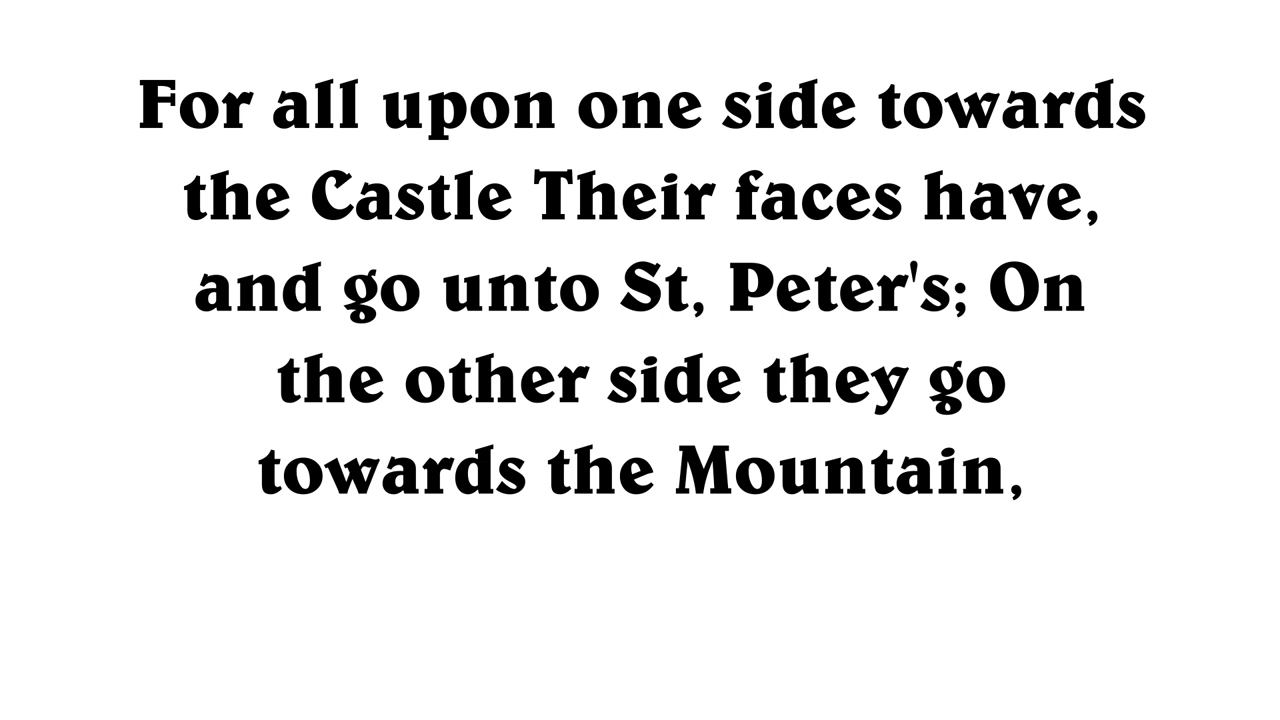 For all upon one side towards
the Castle Their faces have,
and go unto St, Peter's; On
the other side they go
towards the Mountain,